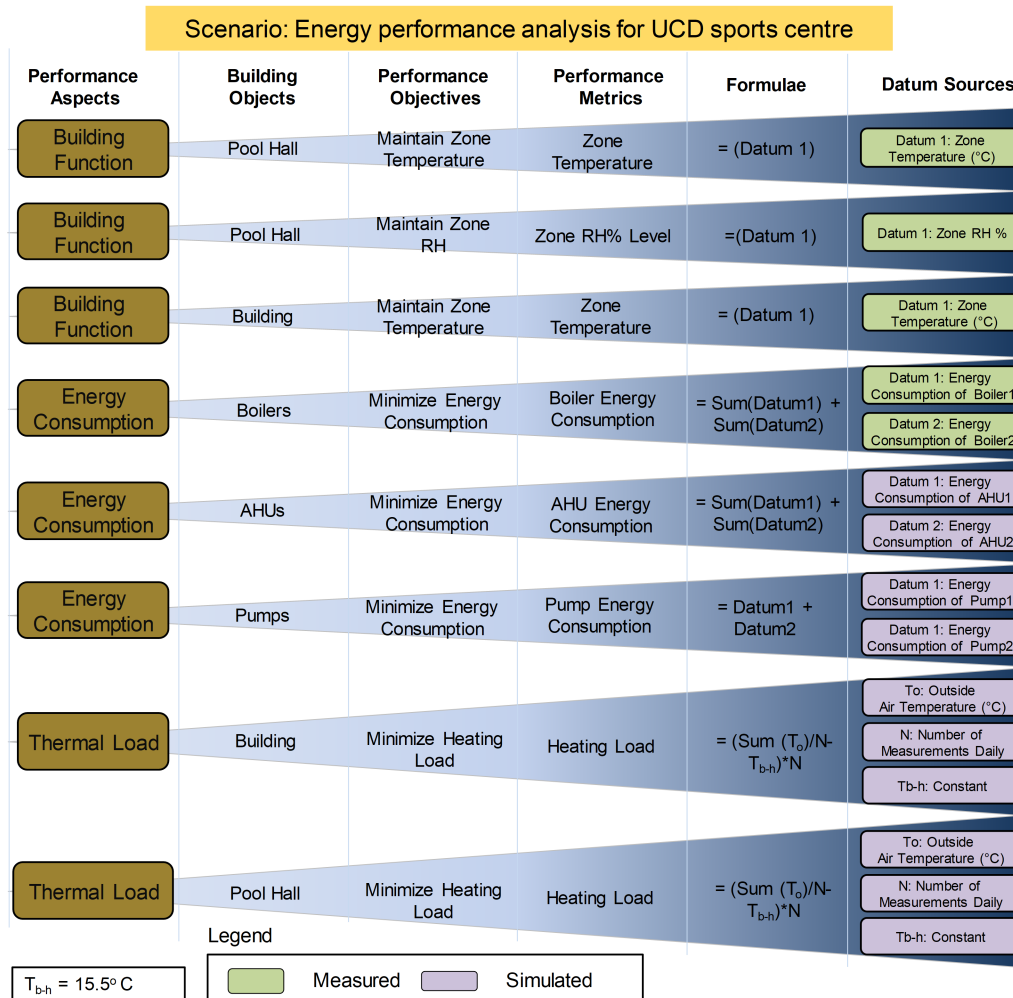 Scenario: Energy performance analysis for UCD sports centre
Performance
Aspects
Building
Objects
Performance
Objectives
Performance
Metrics
Formulae
Datum Sources
Building
Function
Pool Hall
Maintain Zone
Temperature
Zone
Temperature
= (Datum 1)
Datum 1: Zone
Temperature (°C)
Building
Function
Pool Hall
Maintain Zone
RH
Zone RH% Level
=(Datum 1)
Datum 1: Zone RH %
Building
Function
Building
Maintain Zone
Temperature
Zone
Temperature
= (Datum 1)
Datum 1: Zone
Temperature (°C)
Energy
Consumption
Boilers
Minimize Energy
Consumption
Boiler Energy
Consumption
= Sum(Datum1) +
Sum(Datum2)
Datum 1: Energy
Consumption of Boiler1
Datum 2: Energy
Consumption of Boiler2
Energy
Consumption
AHUs
Minimize Energy
Consumption
AHU Energy
Consumption
= Sum(Datum1) +
Sum(Datum2)
Datum 1: Energy
Consumption of AHU1
Datum 2: Energy
Consumption of AHU2
Energy
Consumption
Pumps
Minimize Energy
Consumption
Pump Energy
Consumption
= Datum1 +
Datum2
Datum 1: Energy
Consumption of Pump1
Datum 1: Energy
Consumption of Pump2
Thermal Load
Building
Minimize Heating
Load
Heating Load
= (Sum (To)/N-
Tb-h)*N
To: Outside
Air Temperature (°C)
N: Number of
Measurements Daily
Tb-h: Constant
Thermal Load
Pool Hall
Minimize Heating
Load
Heating Load
= (Sum (To)/N-
Tb-h)*N
To: Outside
Air Temperature (°C)
N: Number of
Measurements Daily
Tb-h: Constant
Legend
Measured
Simulated
Tb-h = 15.5º C